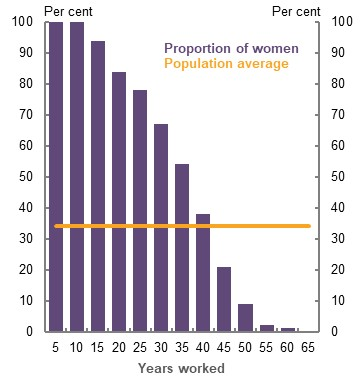 Per cent Per cent
Proportion of women
Population average
100 100
90 90
80 80
70 70
60 60
50 50
40 40
30 30
20 20
10 10
0 0
5 10 15 20 25 30 35 40 45 50 55 60 65
Years worked